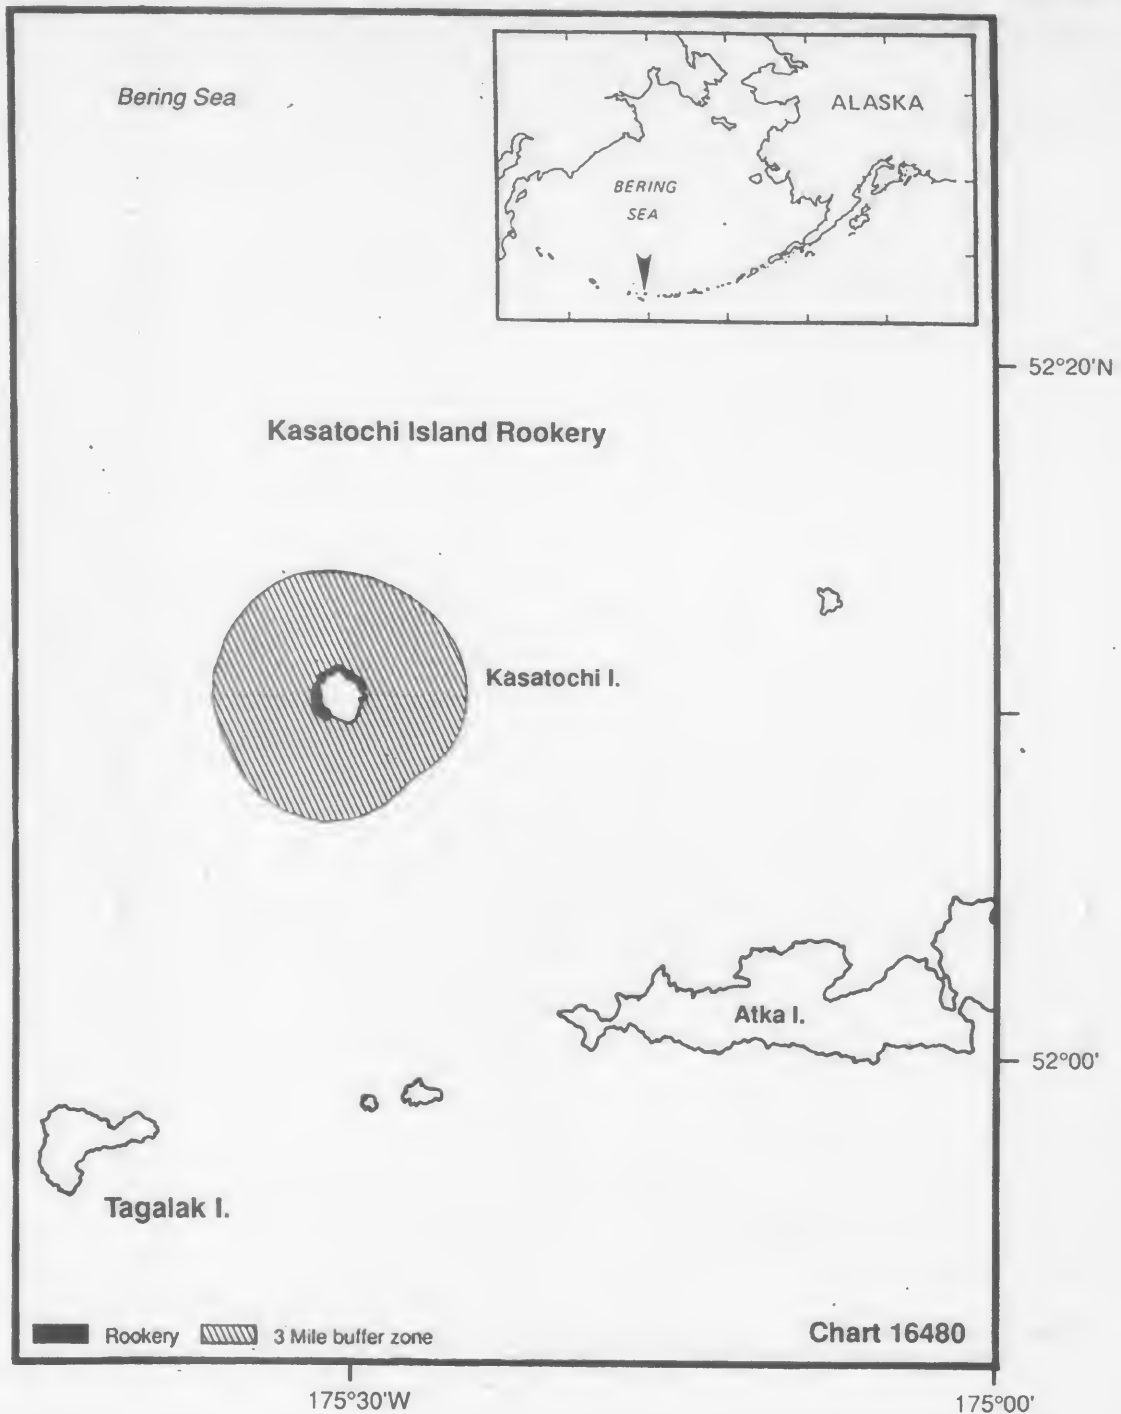 Bering Sea
ALASKA
BERING
SEA
52°20'N
Kasatochi Island Rookery
Kasatochi I.
Atka I.
52°00'
Tagalak I.
Rookery
3 Mile buffer zone
Chart 16480
175°30'W
175°00'